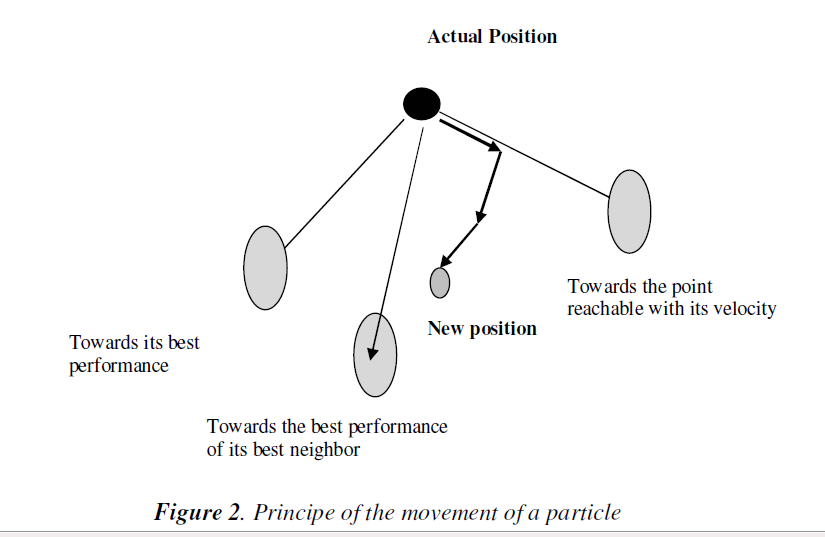 Actual Position
Towards the point
reachable with its velocity
New position
Towards its best
performance
Towards the best performance
of its best neighbor
Figure 2. Principe of the movement of a particle